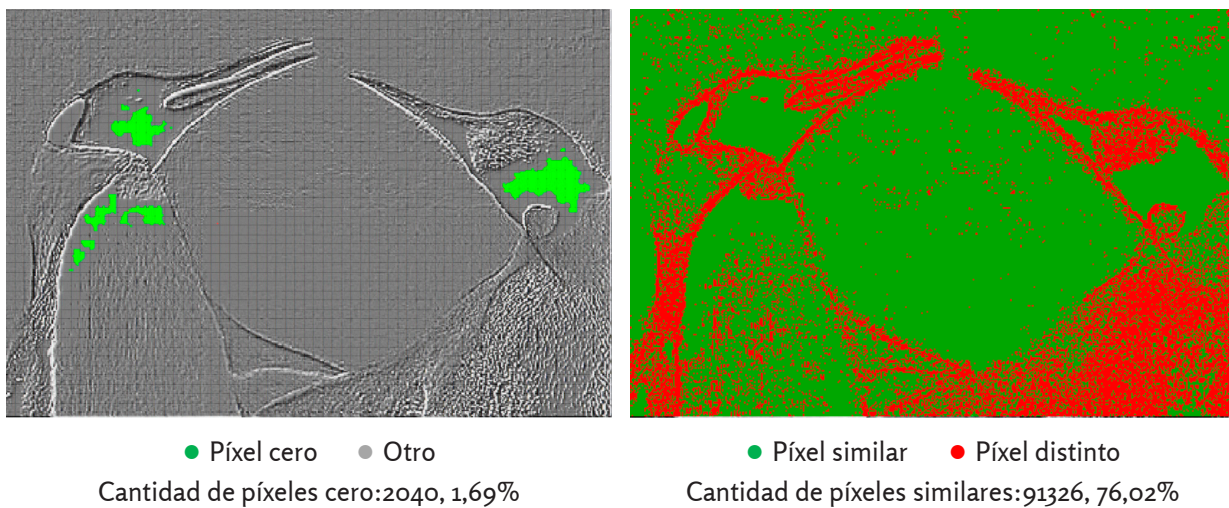 Píxel cero Otro
Cantidad de píxeles cero:2040, 1,69%
Píxel similar Píxel distinto
Cantidad de píxeles similares:91326, 76,02%